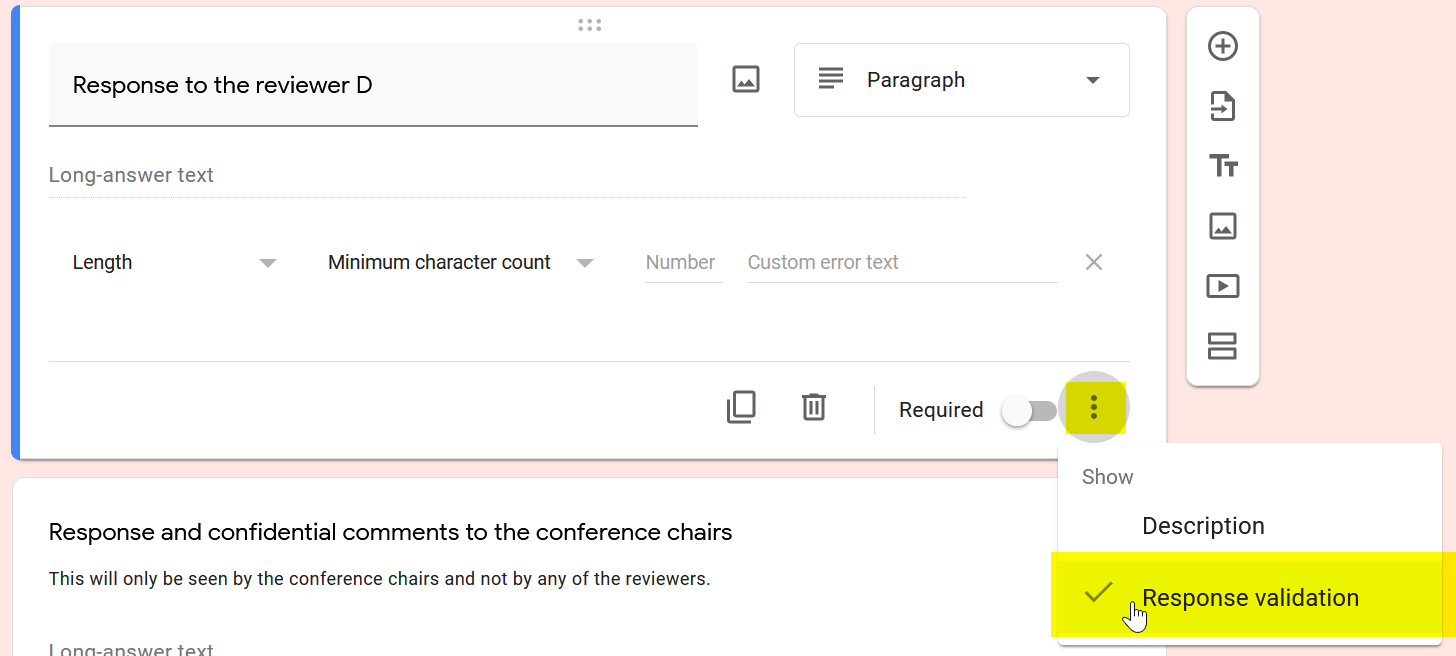 Response to the reviewer D
Paragraph
Long-answer text
Length
Minimum character count
Number
Custom error text
Required
Show
Description
Response validation
Response and confidential comments to the conference chairs
This will only be seen by the conference chairs and not by any of the reviewers.
Long-answer text